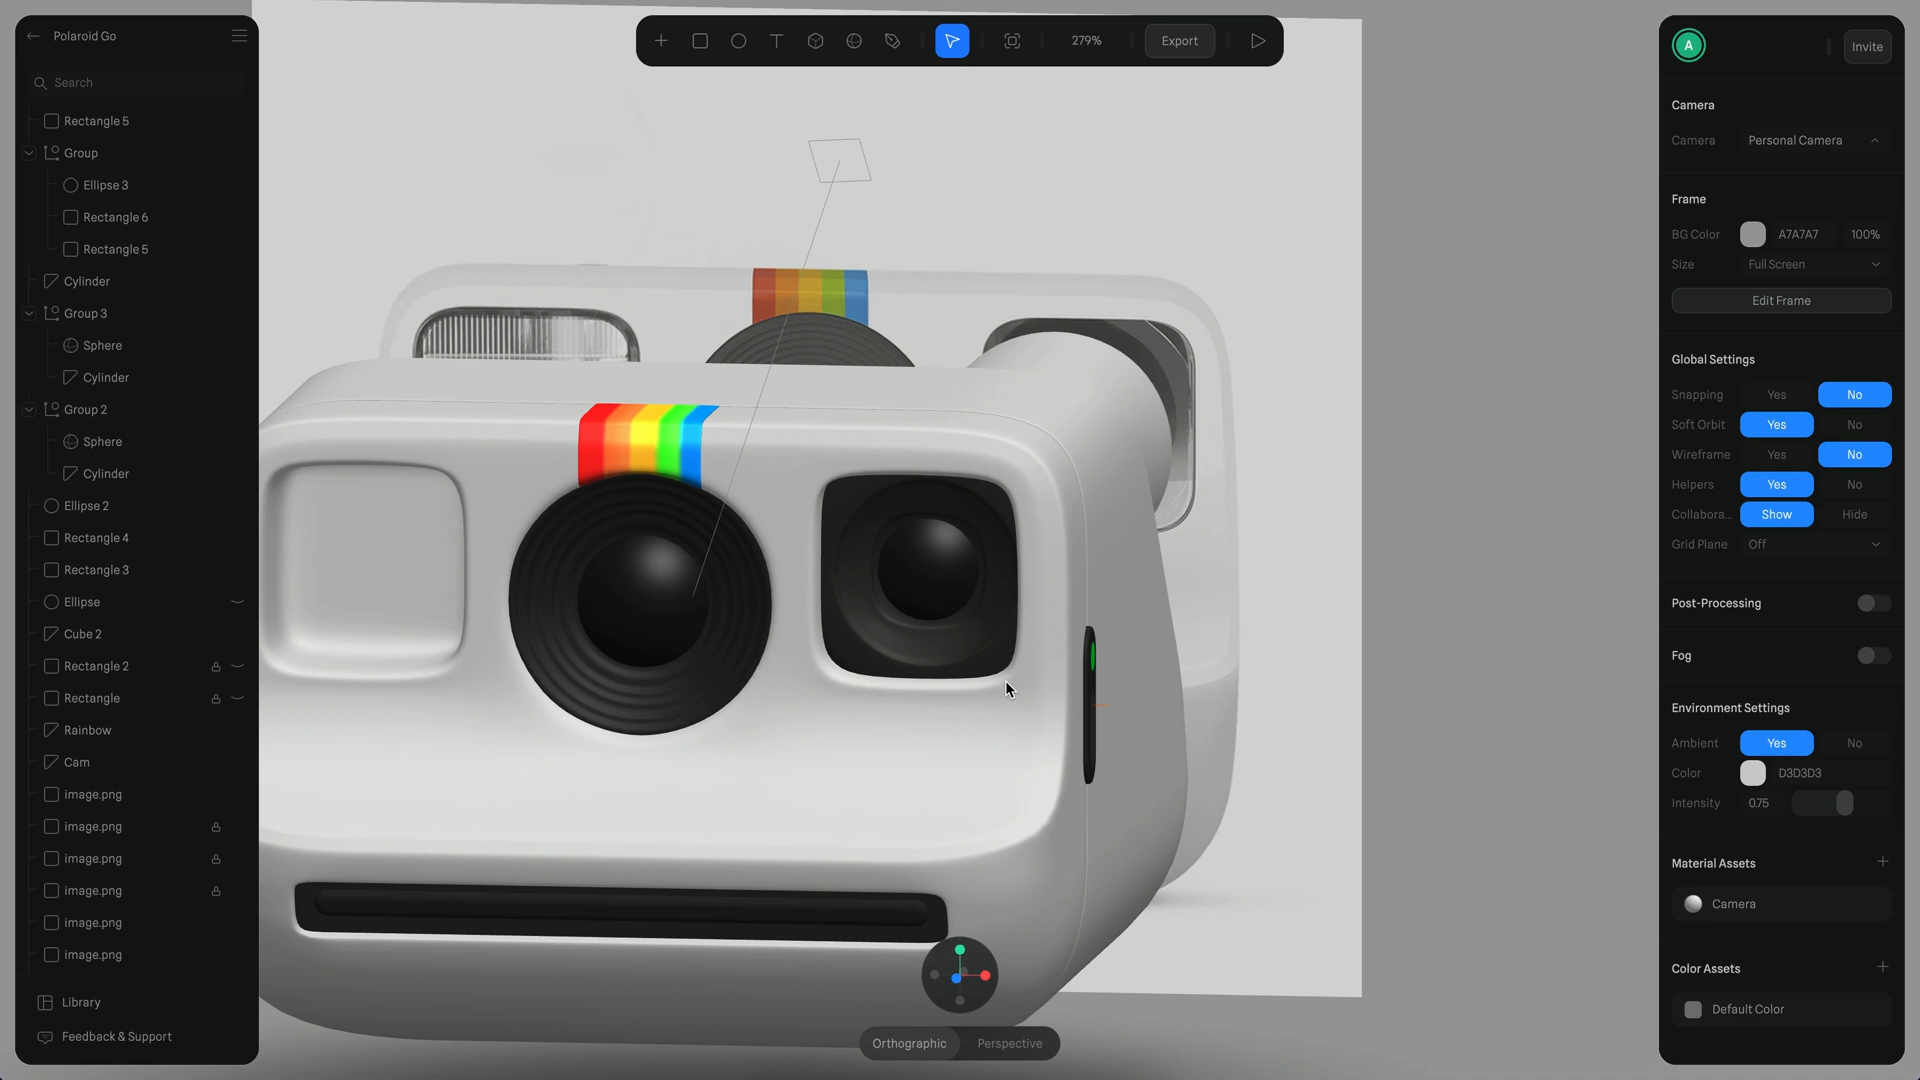 Polaroid Go
Search
Rectangle 5
Group
Ellipse 3
Rectangle 6
Rectangle 5
Cylinder
Group 3
Sphere
Cylinder
Group 2
Sphere
Cylinder
Ellipse 2
Rectangle 4
Rectangle 3
Ellipse
Cube 2
Rectangle 2
Rectangle
Rainbow
Cam
image.png
image.png
image.png
image.png
image.png
image.png
Library
Feedback & Support
T
279%
Export
Orthographic
Perspective
A
Invite
Camera
Camera Personal Camera
Frame
BG Color A7A7A7 100%
Size Full Screen
Edit Frame
Global Settings
Snapping Yes No
Soft Orbit Yes No
Wireframe Yes No
Helpers Yes No
Collabora... Show Hide
Grid Plane Off
Post-Processing
Fog
Environment Settings
Ambient Yes No
Color D3D3D3
Intensity 0.75
Material Assets
Camera
Color Assets
Default Color